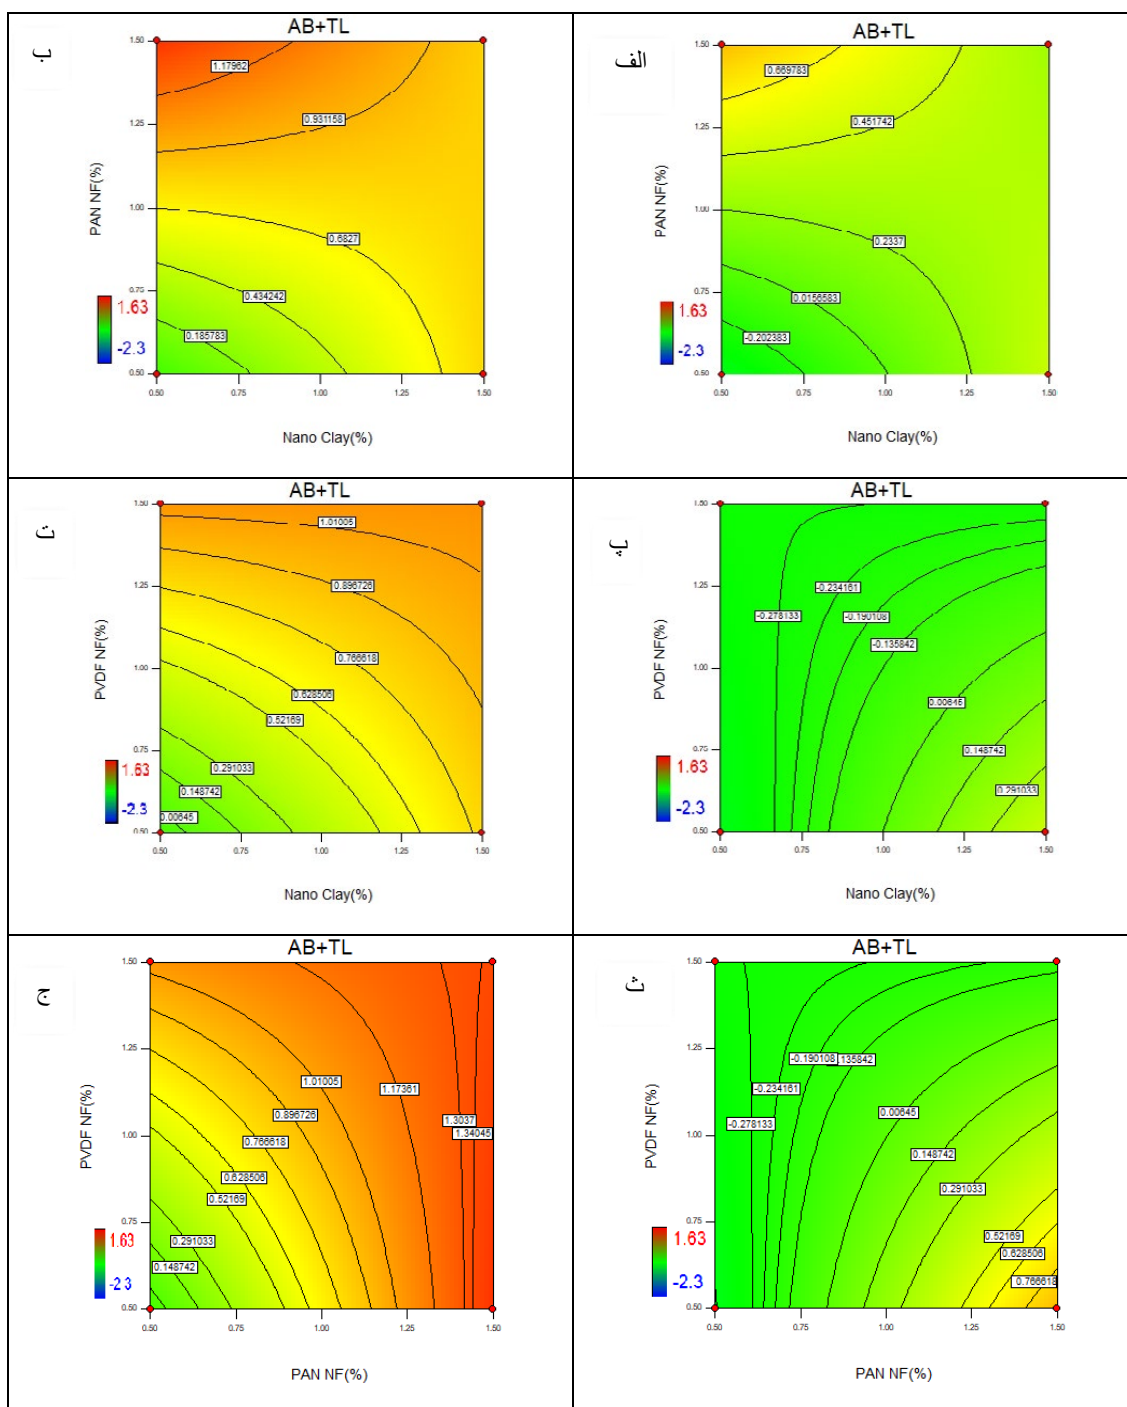 AB+TL
الف
1.50
0.669783
1.25
0.451742
PAN NF(%)
1.00
0.2337
0.75
0.0156583
1.63
-0.202383
-2.3
0.50
0.50 0.75 1.00 1.25 1.50
Nano Clay(%)
AB+TL
ب
1.50
1.17962
1.25
0.931158
PAN NF(%)
1.00
0.6827
0.75
0.434242
1.63
0.185783
-2.3
0.50
0.50 0.75 1.00 1.25 1.50
Nano Clay(%)
AB+TL
پ
1.50
1.25
-0.234161
-0.278133
-0.190108
-0.135842
PVDF NF(%)
1.00
0.00645
0.75
0.148742
1.63
0.291033
-2.3
0.50
0.50 0.75 1.00 1.25 1.50
Nano Clay(%)
AB+TL
ت
1.50
1.01005
1.25
0.896726
PVDF NF(%)
1.00
0.766618
0.628506
0.52169
0.75
0.291033
1.63
0.148742
-2.3
0.00645
0.50
0.50 0.75 1.00 1.25 1.50
Nano Clay(%)
AB+TL
ث
1.50
1.25
-0.190108
-0.135842
-0.234161
-0.278133
0.00645
PVDF NF(%)
1.00
0.148742
0.291033
0.75
0.52169
1.63
0.628506
-2.3
0.766618
0.50
0.50 0.75 1.00 1.25 1.50
PAN NF(%)
AB+TL
ج
1.50
1.25
1.01005
1.17361
0.896726
1.3037
1.34045
PVDF NF(%)
1.00
0.766618
0.628506
0.52169
0.75
0.291033
1.63
0.148742
-2.3
0.50
0.50 0.75 1.00 1.25 1.50
PAN NF(%)